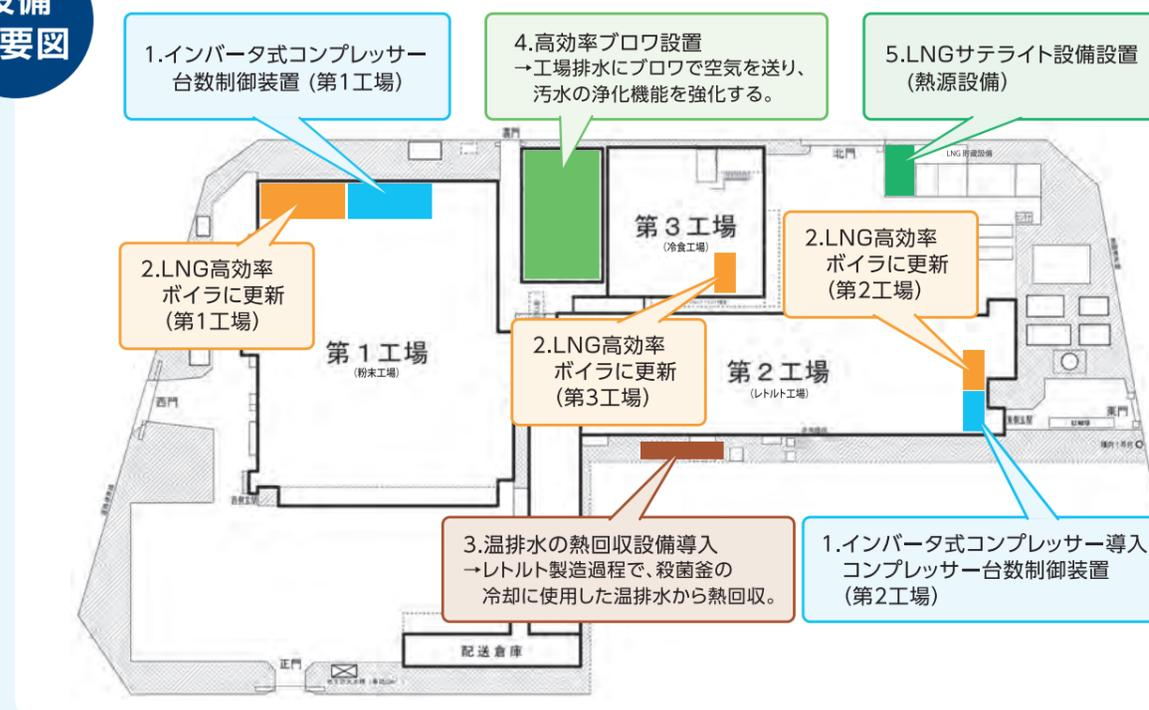 設備
要図
1.インバータ式コンプレッサー
台数制御装置 (第1工場)
4.高効率ブロワ設置
→工場排水にブロワで空気を送り、
汚水の浄化機能を強化する。
5.LNGサテライト設備設置
(熱源設備)
裏門
北門
LNG 貯蔵設備
第3工場
(冷食工場)
2.LNG高効率
ボイラに更新
(第1工場)
2.LNG高効率
ボイラに更新
(第2工場)
2.LNG高効率
ボイラに更新
(第3工場)
第1工場
(粉末工場)
第2工場
(レトルト工場)
西門
東門
3.温排水の熱回収設備導入
→レトルト製造過程で、殺菌釜の
冷却に使用した温排水から熱回収。
1.インバータ式コンプレッサー導入
コンプレッサー台数制御装置
(第2工場)
配送倉庫
正門